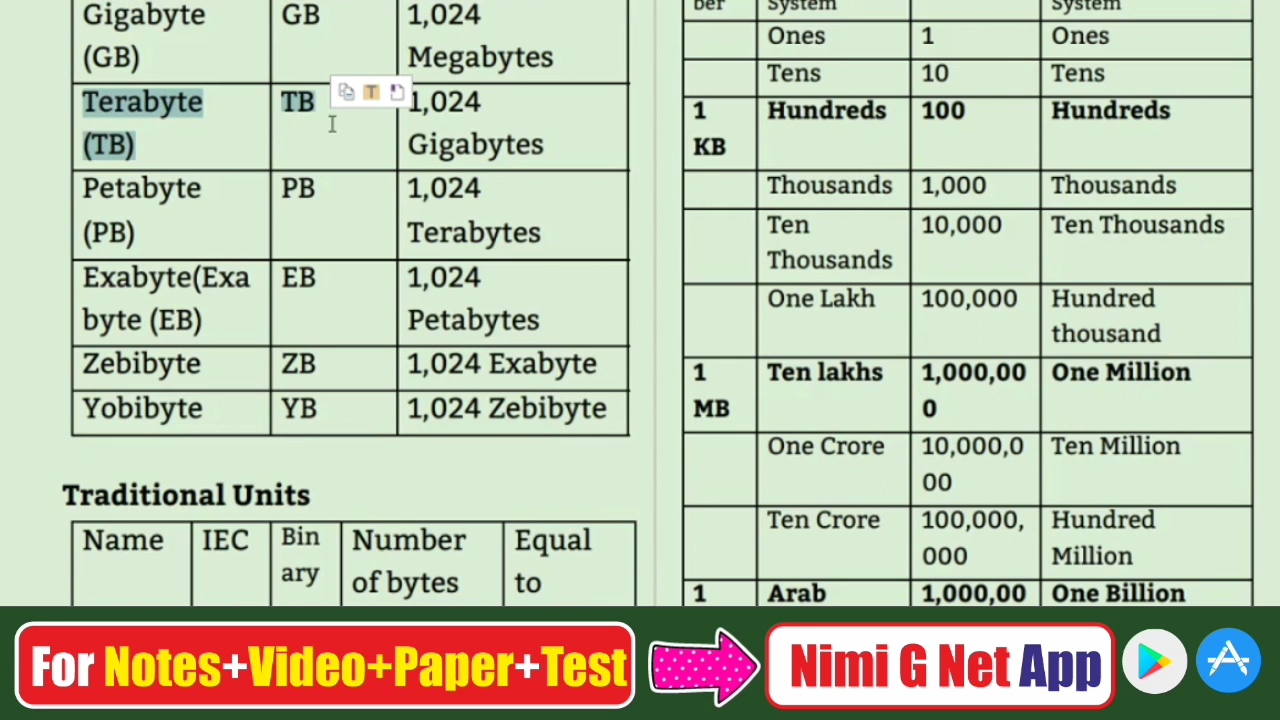 Gigabyte GB 1,024
(GB) Megabytes
Terabyte TB 1,024
(TB) Gigabytes
Petabyte PB 1,024
(PB) Terabytes
Exabyte(Exa EB 1,024
byte (EB) Petabytes
Zebibyte ZB 1,024 Exabyte
Yobibyte YB 1,024 Zebibyte
Traditional Units
Name IEC Bin Number Equal
ary of bytes to
ber System System
Ones 1 Ones
Tens 10 Tens
1 Hundreds 100 Hundreds
KB
Thousands 1,000 Thousands
Ten 10,000 Ten Thousands
Thousands
One Lakh 100,000 Hundred
thousand
1 Ten lakhs 1,000,00 One Million
MB 0
One Crore 10,000,0 Ten Million
00
Ten Crore 100,000, Hundred
000 Million
1 Arab 1,000,00 One Billion
For Notes+Video+Paper+Test
Nimi G Net App